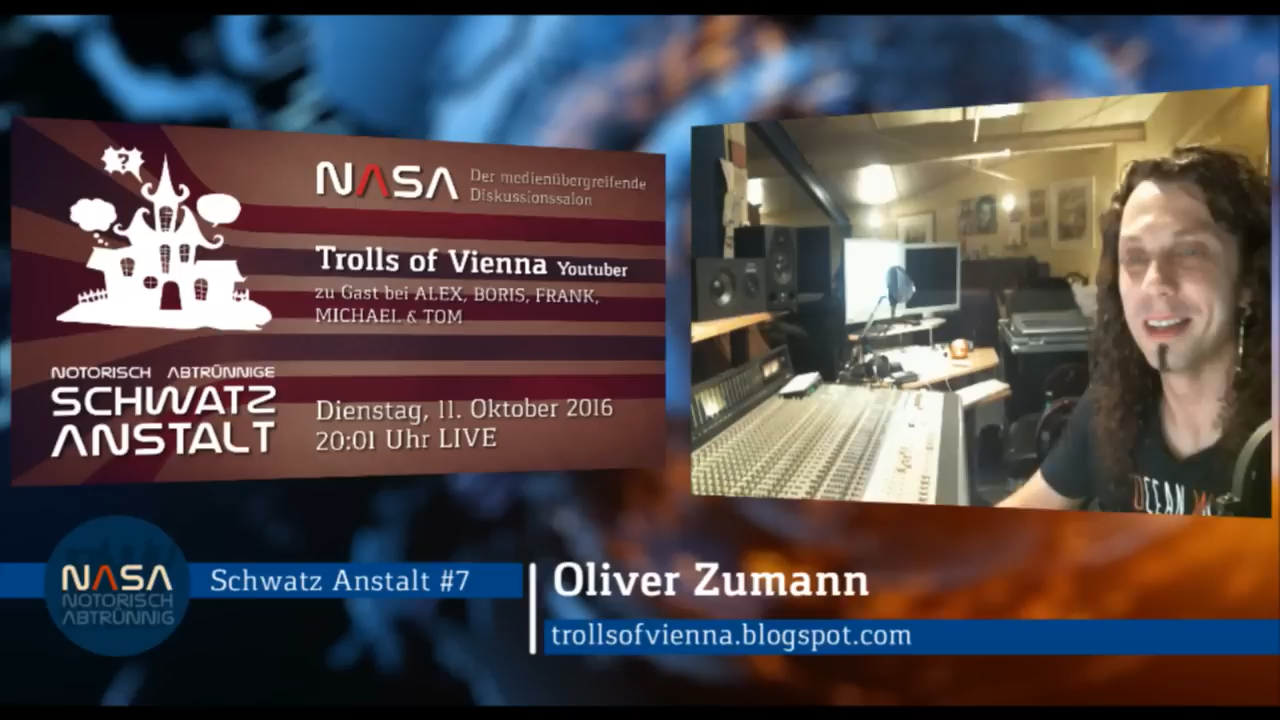 ?
NASA
Der medienübergreifende
Diskussionssalon
Trolls of Vienna Youtuber
zu Gast bei ALEX, BORIS, FRANK,
MICHAEL & TOM
NOTORISCH ABTRÜNNIGE
SCHWATZ
ANSTALT
Dienstag, 11. Oktober 2016
20:01 Uhr LIVE
NASA
NOTORISCH
ABTRÜNNIG
Schwatz Anstalt #7
Oliver Zumann
trollsofvienna.blogspot.com